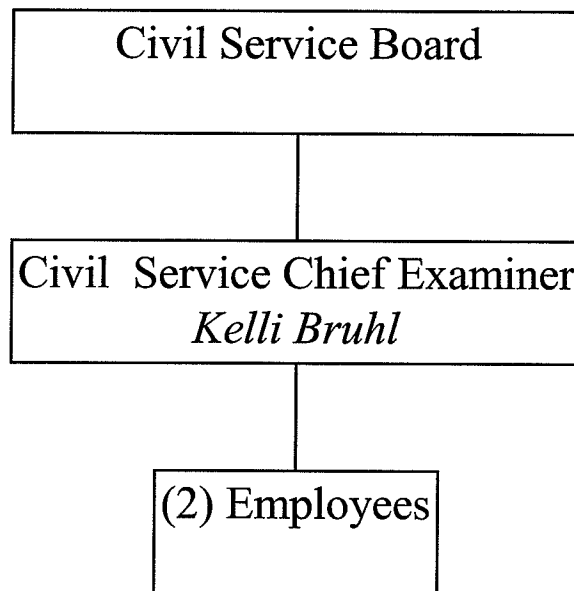 Civil Service Board
Civil Service Chief Examiner
Kelli Bruhl
(2) Employees